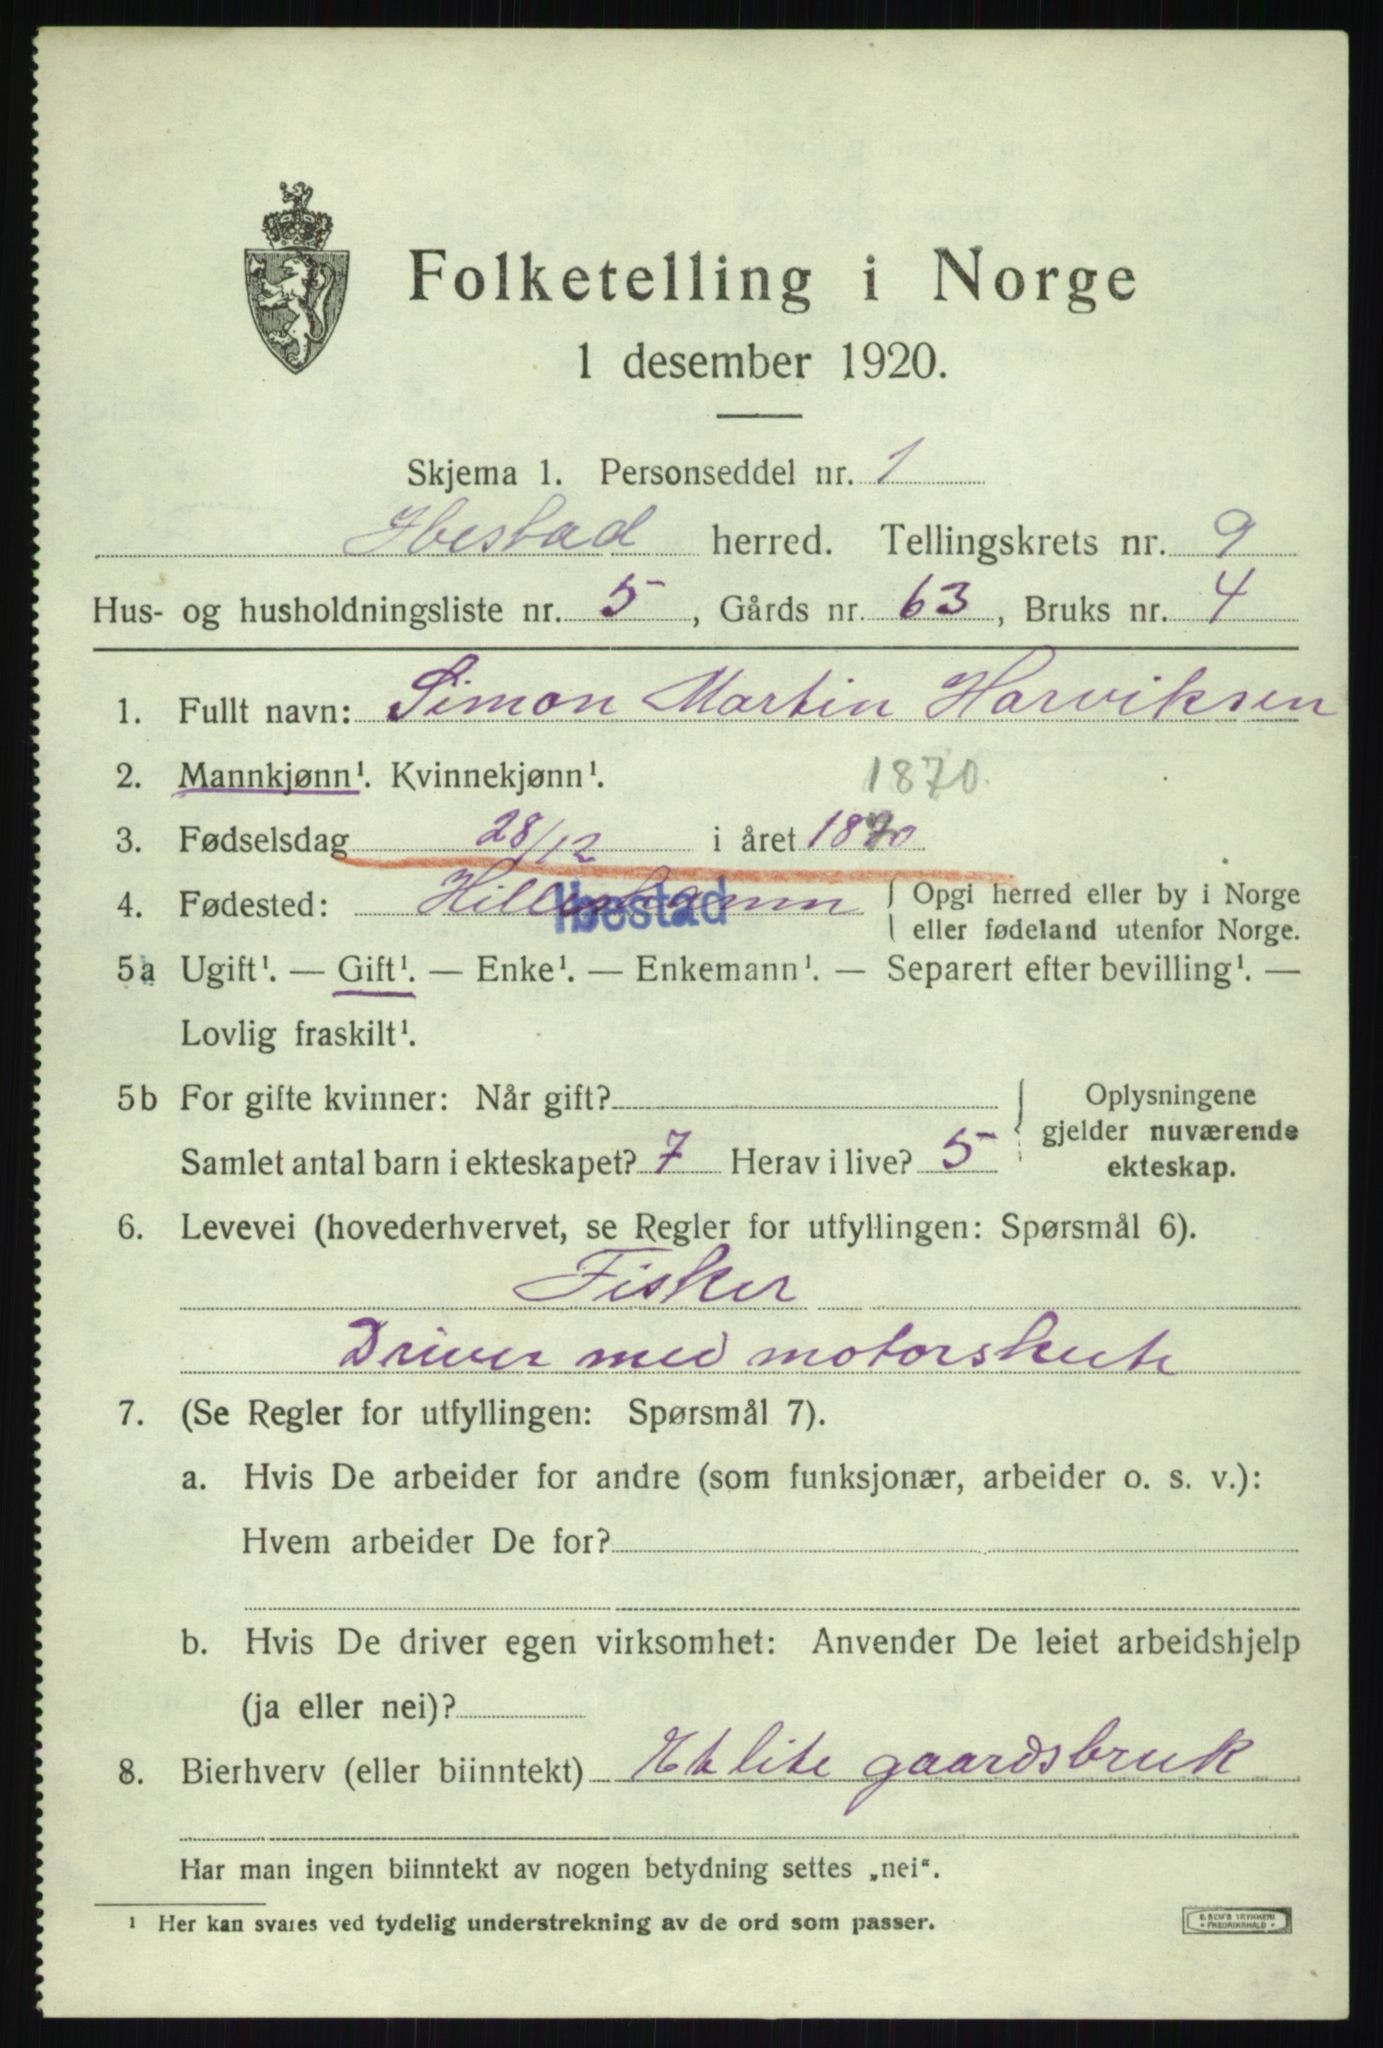 Folketelling i Norge
1 desember 1920.
Skjema 1. Personseddel nr. 1
Ibestad herred. Tellingskrets nr. 9
Hus- og husholdningsliste nr. 5, Gårds nr. 63, Bruks nr. 4
1. Fullt navn: Simon Martin Harviksen
2. Mannkjønn¹. Kvinnekjønn¹. 1870
3. Fødselsdag 28/12 i året 1870
4. Fødested: Hilleshamn Ibestad { Opgi herred eller by i Norge
eller fødeland utenfor Norge.
5a Ugift¹. — Gift¹. — Enke¹. — Enkemann¹. — Separert efter bevilling¹. —
Lovlig fraskilt¹.
5b For gifte kvinner: Når gift? } Oplysningene
gjelder nuværende
Samlet antal barn i ekteskapet? 7 Herav i live? 5 ekteskap.
6. Levevei (hovederhvervet, se Regler for utfyllingen: Spørsmål 6).
Fisker
Driver med motorskute
7. (Se Regler for utfyllingen: Spørsmål 7).
a. Hvis De arbeider for andre (som funksjonær, arbeider o. s. v.):
Hvem arbeider De for?
b. Hvis De driver egen virksomhet: Anvender De leiet arbeidshjelp
(ja eller nei)?
8. Bierhverv (eller biinntekt) Et lite gaardsbruk
Har man ingen biinntekt av nogen betydning settes „nei“.
¹ Her kan svares ved tydelig understrekning av de ord som passer.
E SEM'S TRYKKERI
FREDRIKSHALD